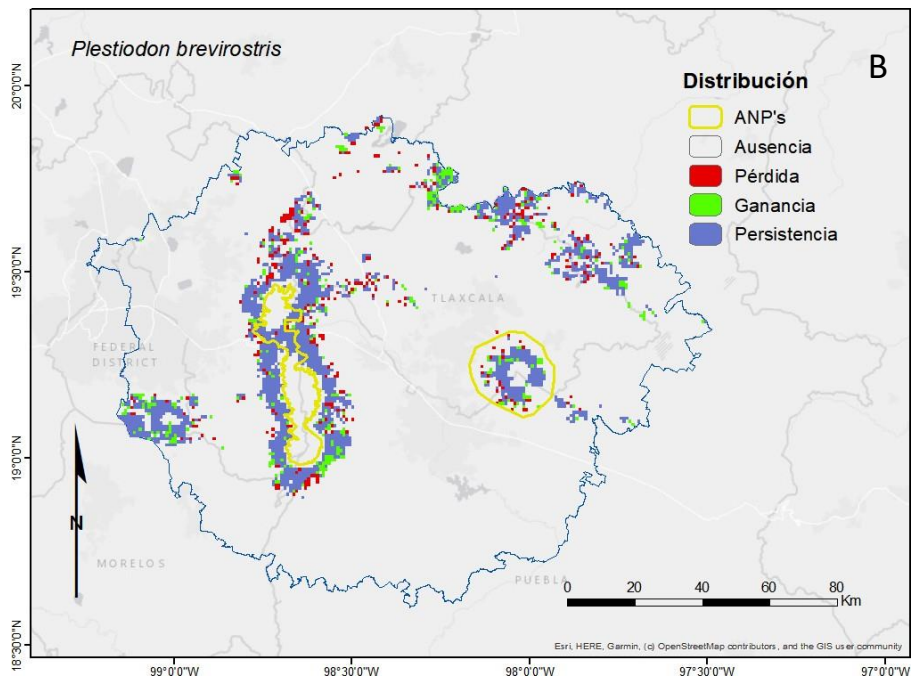 Plestiodon brevirostris
B
Distribución
ANP's
Ausencia
Pérdida
Ganancia
Persistencia
20°0'0"N
19°30'0"N
19°0'0"N
18°30'0"N
TLAXCALA
FEDERAL
DISTRICT
N
MORELOS
PUEBLA
0 20 40 60 80
Km
Esri, HERE, Garmin, (c) OpenStreetMap contributors, and the GIS user community
99°0'0"W 98°30'0"W 98°0'0"W 97°30'0"W 97°0'0"W